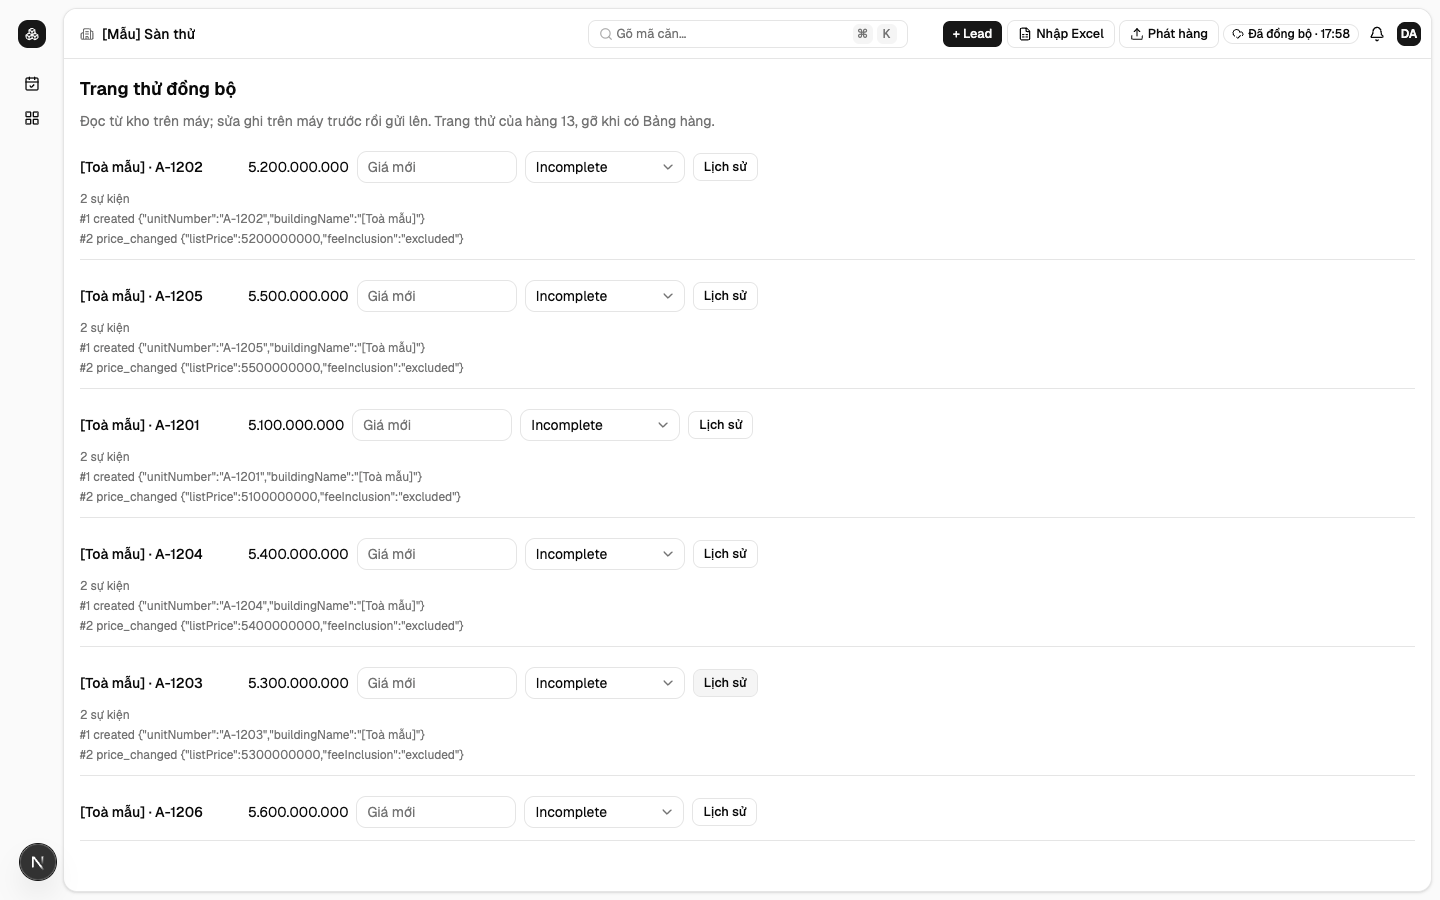 [Mẫu] Sàn thử
Gõ mã căn...
⌘ K
+ Lead
Nhập Excel
Phát hàng
Đã đồng bộ · 17:58
DA
Trang thử đồng bộ
Đọc từ kho trên máy; sửa ghi trên máy trước rồi gửi lên. Trang thử của hàng 13, gỡ khi có Bảng hàng.
[Toà mẫu] · A-1202 5.200.000.000 Giá mới Incomplete Lịch sử
2 sự kiện
#1 created {"unitNumber":"A-1202","buildingName":"[Toà mẫu]"}
#2 price_changed {"listPrice":5200000000,"feeInclusion":"excluded"}
[Toà mẫu] · A-1205 5.500.000.000 Giá mới Incomplete Lịch sử
2 sự kiện
#1 created {"unitNumber":"A-1205","buildingName":"[Toà mẫu]"}
#2 price_changed {"listPrice":5500000000,"feeInclusion":"excluded"}
[Toà mẫu] · A-1201 5.100.000.000 Giá mới Incomplete Lịch sử
2 sự kiện
#1 created {"unitNumber":"A-1201","buildingName":"[Toà mẫu]"}
#2 price_changed {"listPrice":5100000000,"feeInclusion":"excluded"}
[Toà mẫu] · A-1204 5.400.000.000 Giá mới Incomplete Lịch sử
2 sự kiện
#1 created {"unitNumber":"A-1204","buildingName":"[Toà mẫu]"}
#2 price_changed {"listPrice":5400000000,"feeInclusion":"excluded"}
[Toà mẫu] · A-1203 5.300.000.000 Giá mới Incomplete Lịch sử
2 sự kiện
#1 created {"unitNumber":"A-1203","buildingName":"[Toà mẫu]"}
#2 price_changed {"listPrice":5300000000,"feeInclusion":"excluded"}
[Toà mẫu] · A-1206 5.600.000.000 Giá mới Incomplete Lịch sử
N